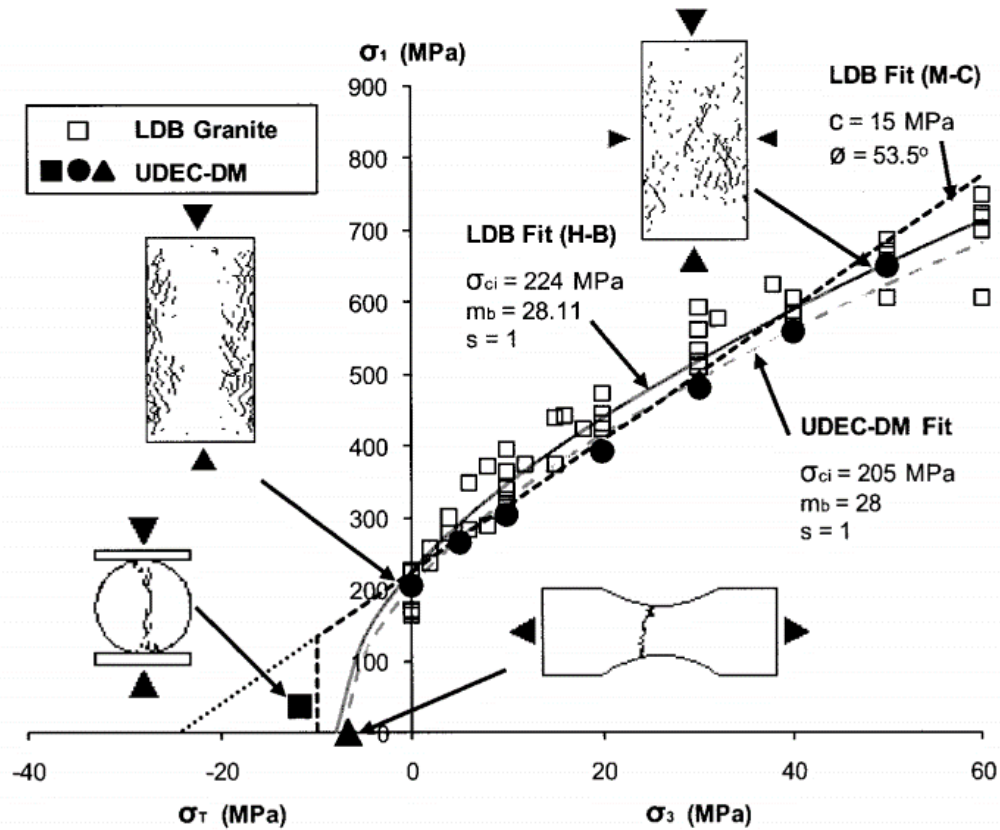 σ1 (MPa)
LDB Granite
UDEC-DM
LDB Fit (M-C)
c = 15 MPa
ø = 53.5º
LDB Fit (H-B)
σci = 224 MPa
mb = 28.11
s = 1
UDEC-DM Fit
σci = 205 MPa
mb = 28
s = 1
900
800
700
600
500
400
300
200
100
0
-40
-20
0
20
40
60
σT (MPa)
σ3 (MPa)